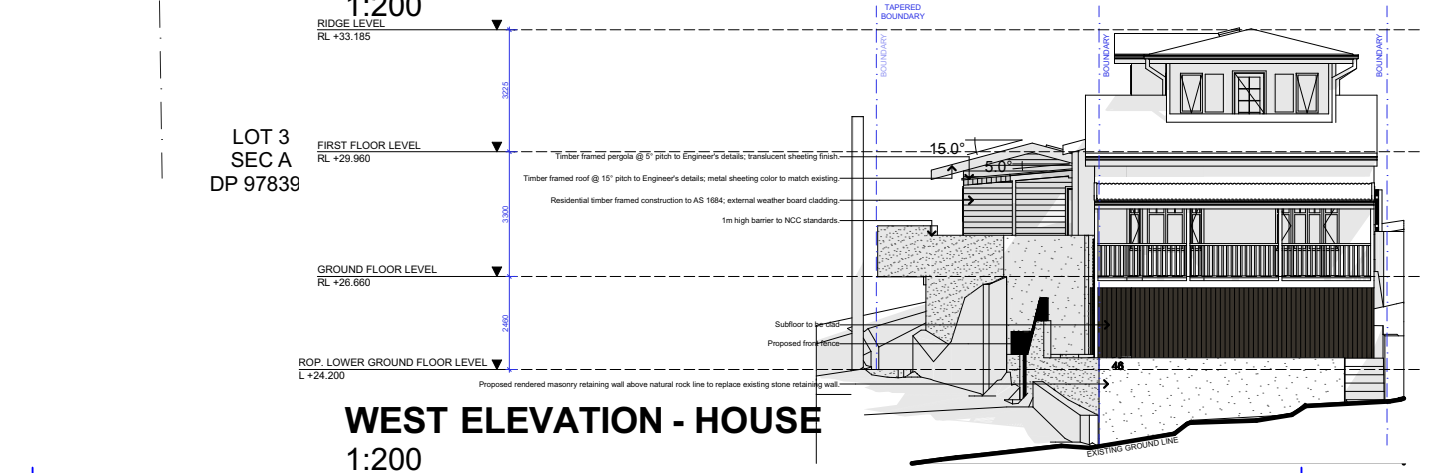 1:200
TAPERED
BOUNDARY
RIDGE LEVEL
RL +33.185
BOUNDARY
BOUNDARY
BOUNDARY
3225
LOT 3
SEC A
DP 97839
FIRST FLOOR LEVEL
RL +29.960
15.0°
5.0°
Timber framed pergola @ 5° pitch to Engineer's details; translucent sheeting finish.
Timber framed roof @ 15° pitch to Engineer's details; metal sheeting color to match existing.
Residential timber framed construction to AS 1684; external weather board cladding.
1m high barrier to NCC standards.
3300
GROUND FLOOR LEVEL
RL +26.660
2460
Subfloor to be clad
Proposed front fence
ROP. LOWER GROUND FLOOR LEVEL
L +24.200
46
Proposed rendered masonry retaining wall above natural rock line to replace existing stone retaining wall.
WEST ELEVATION - HOUSE
1:200
EXISTING GROUND LINE